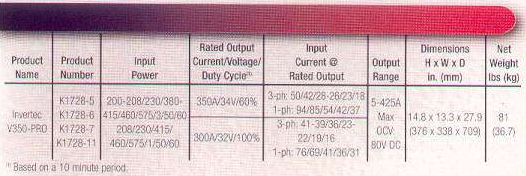 Product Name
Product Number
Input Power
Rated Output Current/Voltage/ Duty Cycle⁽¹⁾
Input Current @ Rated Output
Output Range
Dimensions H x W x D in. (mm)
Net Weight lbs (kg)
Invertec V350-PRO
K1728-5
K1728-6
K1728-7
K1728-11
200-208/230/380-
415/460/575/3/50/60
208/230/415/
460/575/1/50/60
350A/34V/60%
300A/32V/100%
3-ph: 50/42/28-26/23/18
1-ph: 94/85/54/42/37
3-ph: 41-39/36/23-
22/19/16
1-ph: 76/69/41/36/31
5-425A
Max
OCV:
80V DC
14.8 x 13.3 x 27.9
(376 x 338 x 709)
81
(36.7)
⁽¹⁾ Based on a 10 minute period.